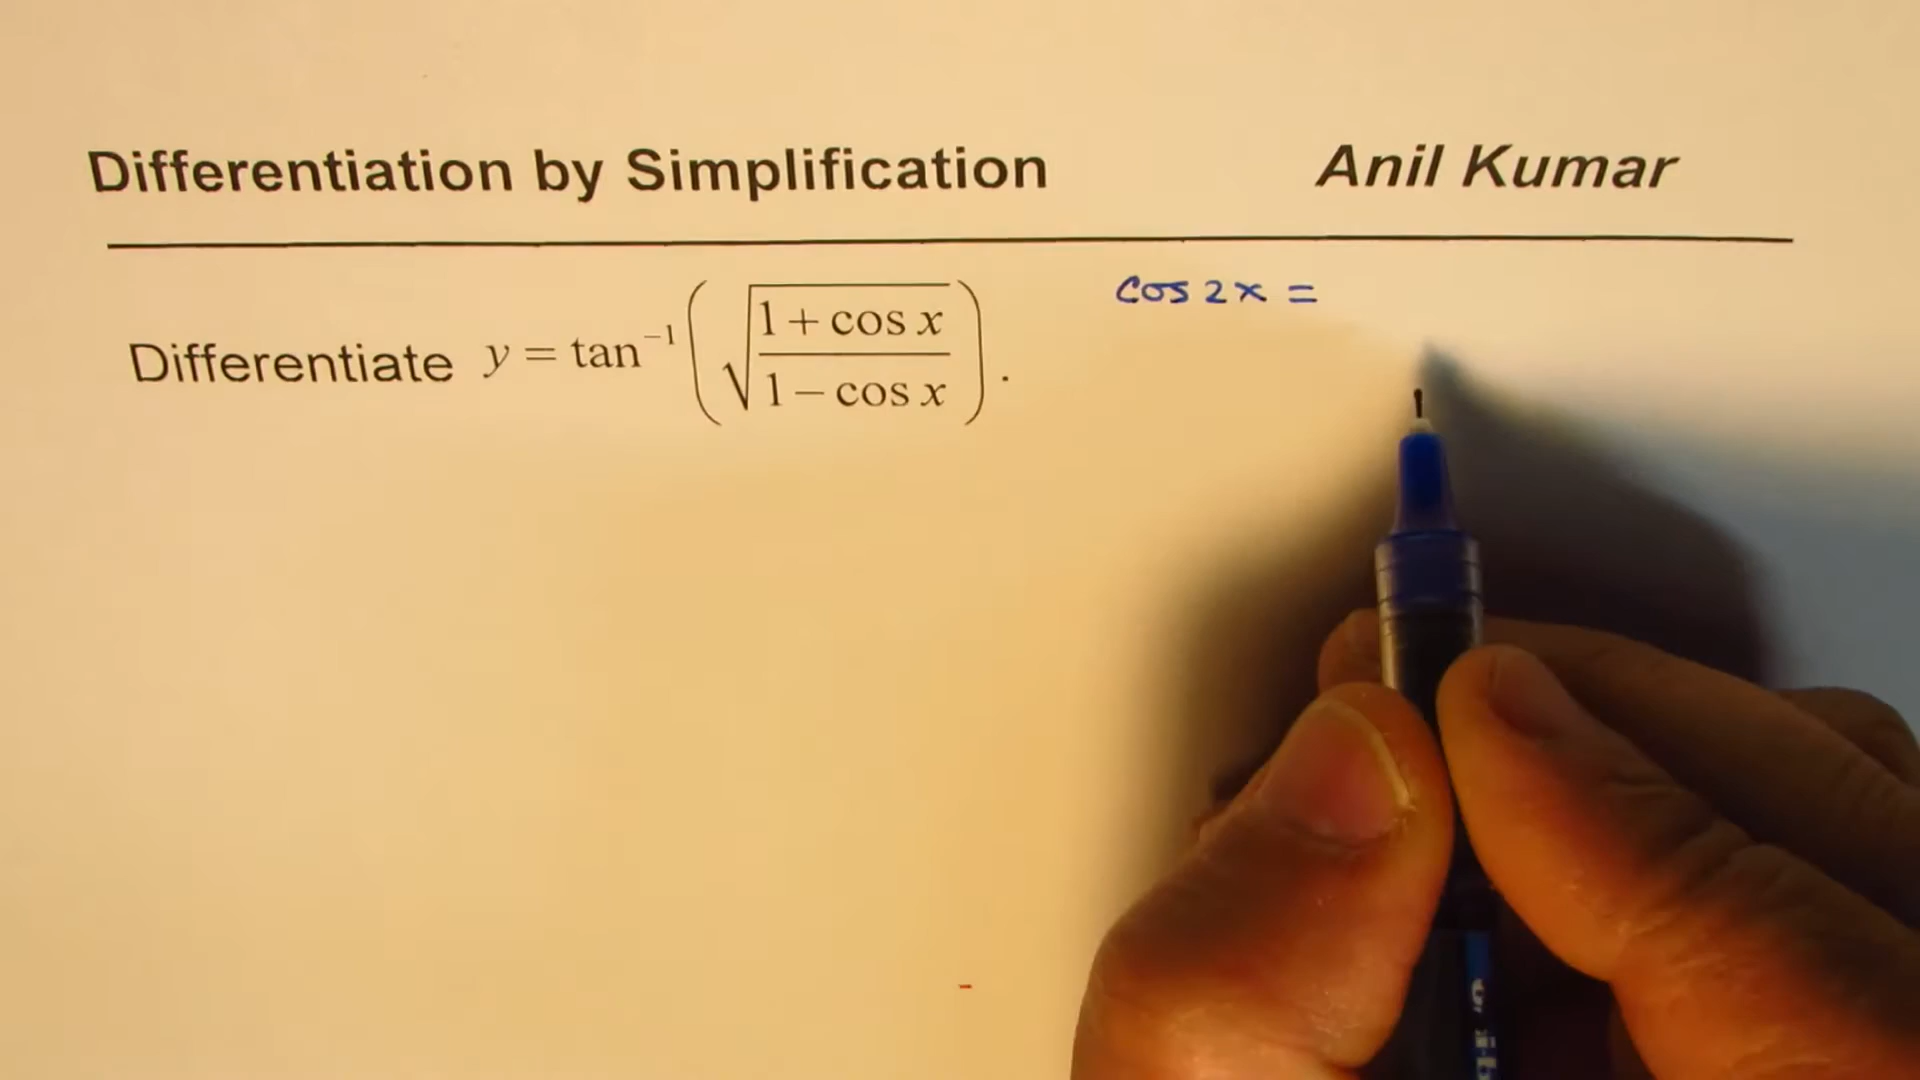 Differentiation by Simplification Anil Kumar
Differentiate y = tan⁻¹(√((1 + cos x)/(1 − cos x))).
cos 2x =